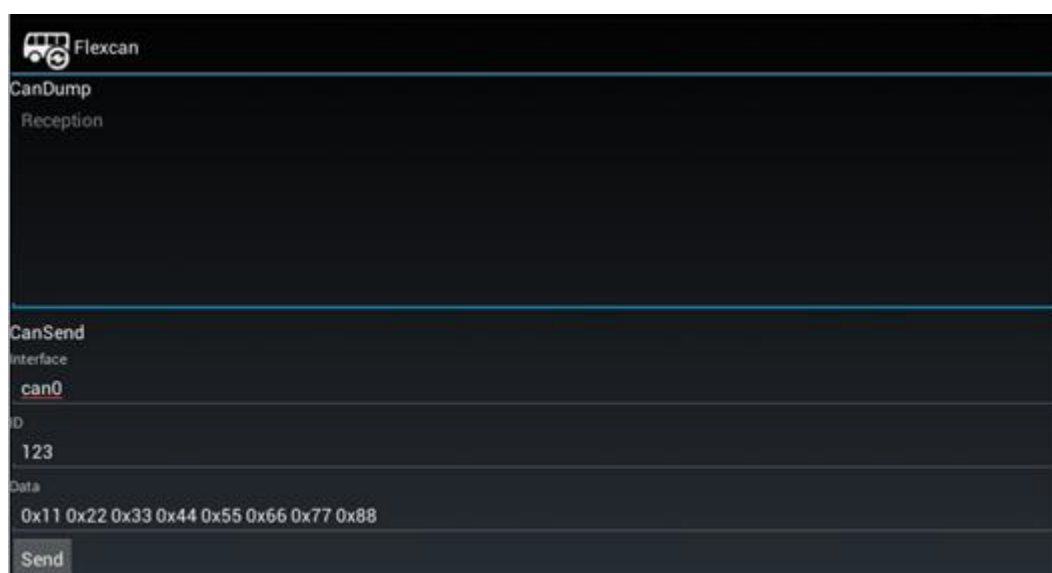 Flexcan
CanDump
Reception
CanSend
Interface
can0
ID
123
Data
0x11 0x22 0x33 0x44 0x55 0x66 0x77 0x88
Send